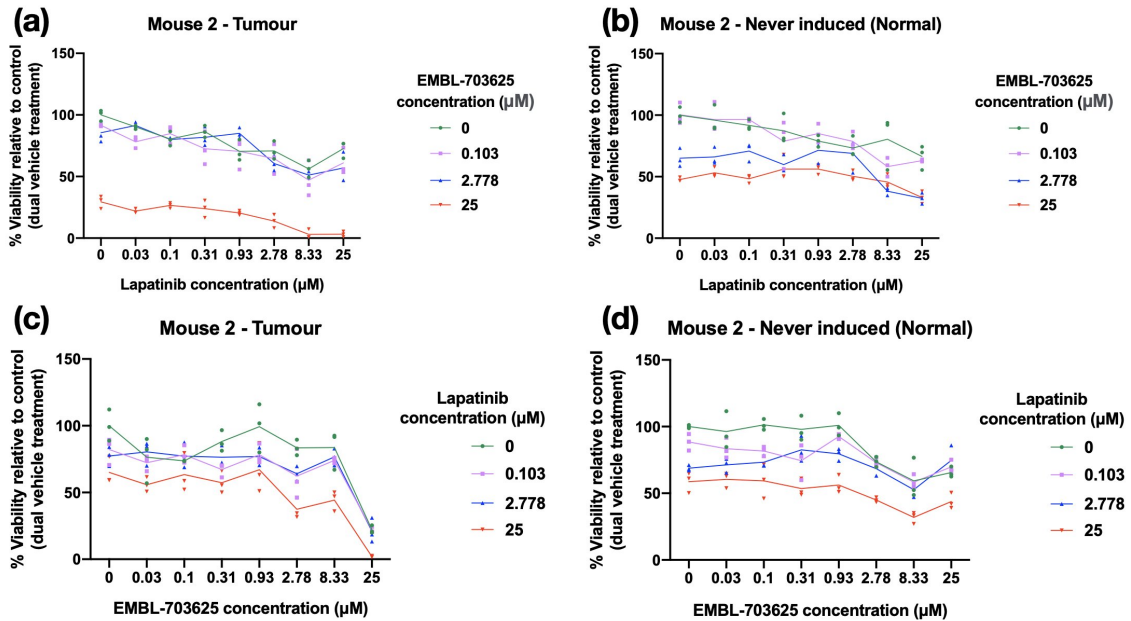 (a)
Mouse 2 - Tumour
% Viability relative to control
(dual vehicle treatment)
150
100
50
0
0 0.03 0.1 0.31 0.93 2.78 8.33 25
Lapatinib concentration (µM)
EMBL-703625
concentration (µM)
0
0.103
2.778
25
(b)
Mouse 2 - Never induced (Normal)
% Viability relative to control
(dual vehicle treatment)
150
100
50
0
0 0.03 0.1 0.31 0.93 2.78 8.33 25
Lapatinib concentration (µM)
EMBL-703625
concentration (µM)
0
0.103
2.778
25
(c)
Mouse 2 - Tumour
% Viability relative to control
(dual vehicle treatment)
150
100
50
0
0 0.03 0.1 0.31 0.93 2.78 8.33 25
EMBL-703625 concentration (µM)
Lapatinib
concentration (µM)
0
0.103
2.778
25
(d)
Mouse 2 - Never induced (Normal)
% Viability relative to control
(dual vehicle treatment)
150
100
50
0
0 0.03 0.1 0.31 0.93 2.78 8.33 25
EMBL-703625 concentration (µM)
Lapatinib
concentration (µM)
0
0.103
2.778
25